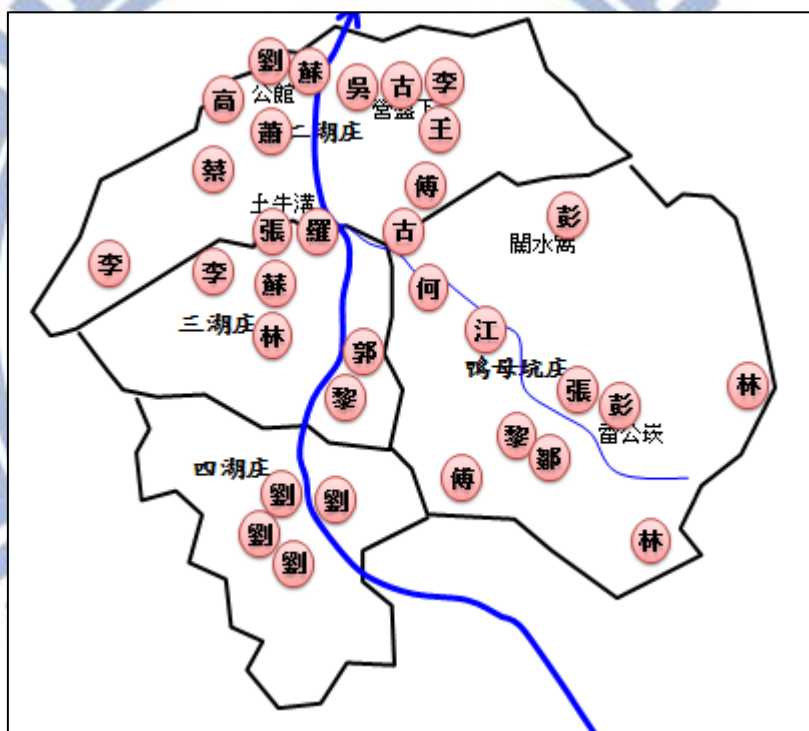 劉
蘇
公館
高
吳
古
李
營盤下
蕭
二湖庄
王
蔡
傅
土牛溝
張
羅
古
彭
關水窩
李
李
蘇
何
三湖庄
林
江
郭
鴨母坑庄
黎
張
彭
林
雷公崁
黎
鄒
四湖庄
劉
劉
傅
劉
劉
林